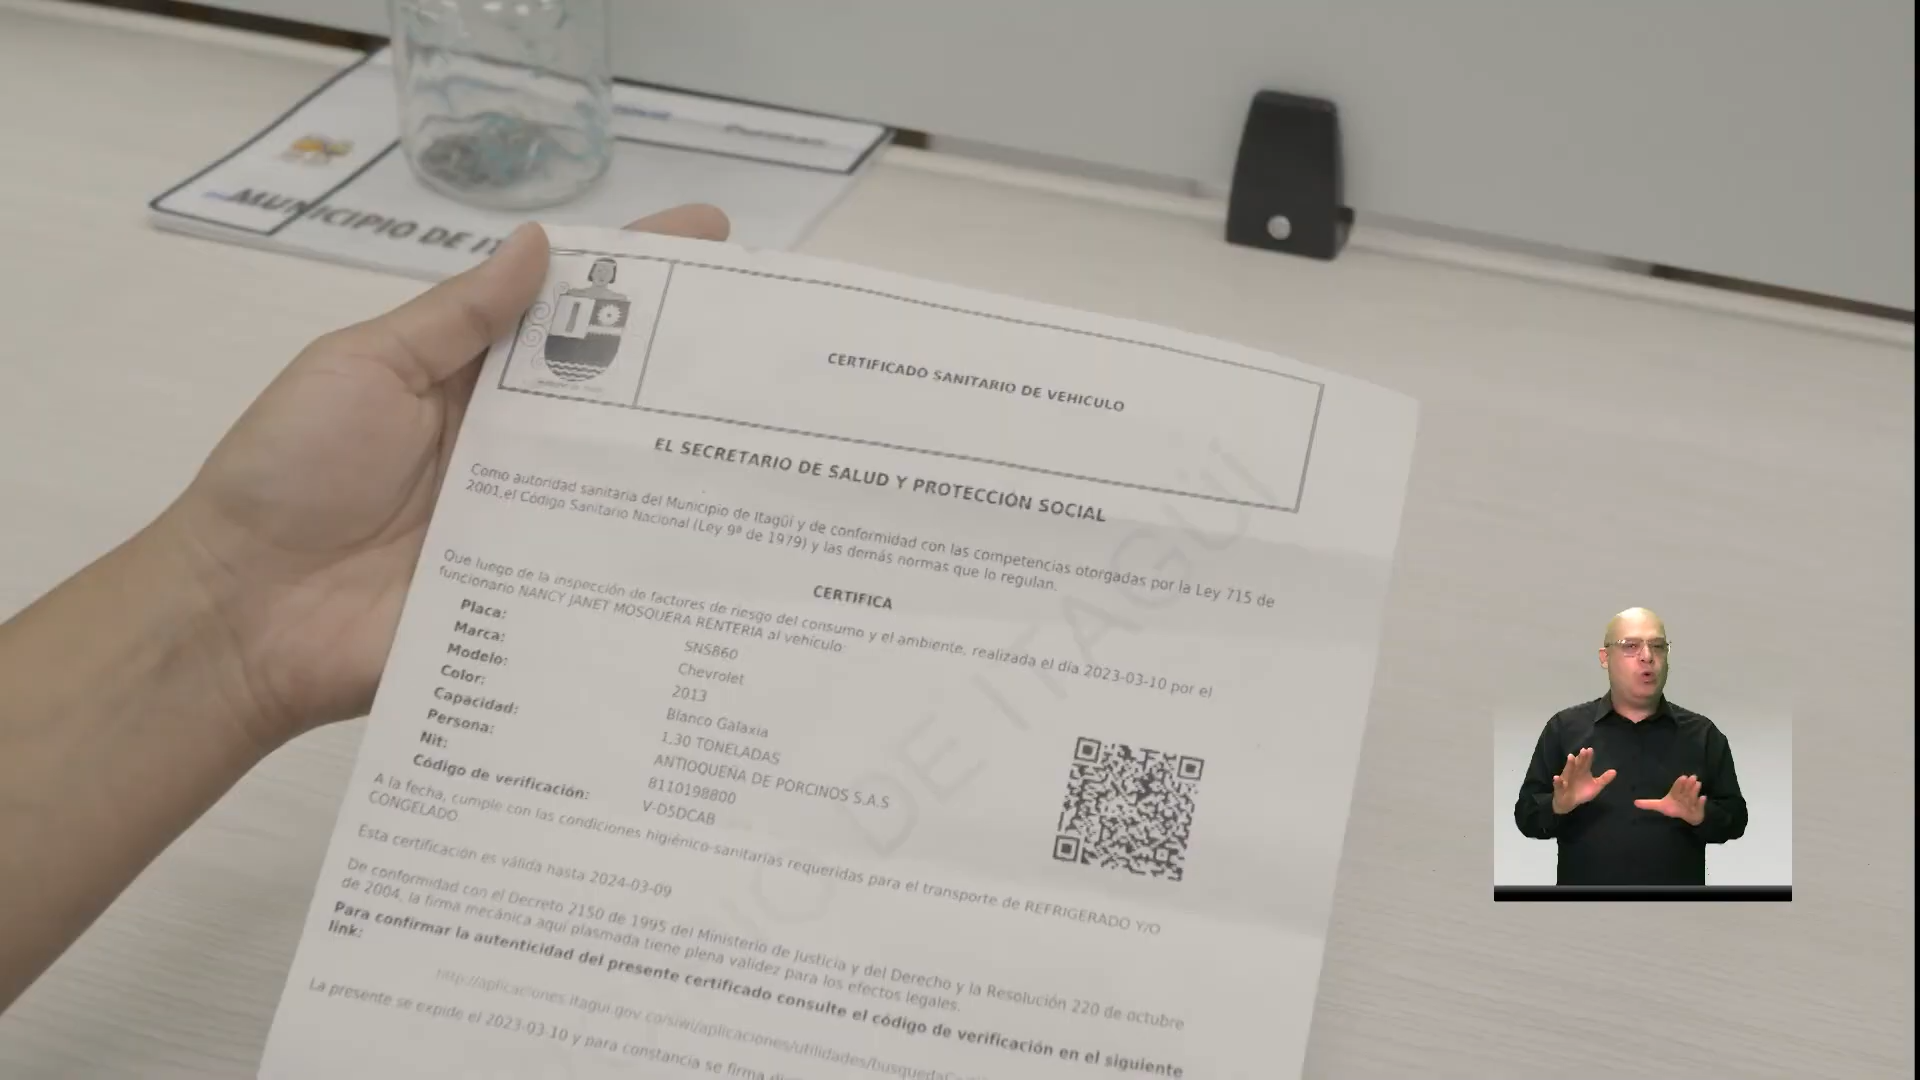 MUNICIPIO DE IT
CERTIFICADO SANITARIO DE VEHICULO
EL SECRETARIO DE SALUD Y PROTECCIÓN SOCIAL
Como autoridad sanitaria del Municipio de Itagüí y de conformidad con las competencias otorgadas por la Ley 715 de
2001,el Código Sanitario Nacional (Ley 9ª de 1979) y las demás normas que lo regulan.
CERTIFICA
Que luego de la inspección de factores de riesgo del consumo y el ambiente, realizada el día 2023-03-10 por el
funcionario NANCY JANET MOSQUERA RENTERIA al vehículo:
Placa: SNS860
Marca: Chevrolet
Modelo: 2013
Color: Blanco Galaxia
Capacidad: 1,30 TONELADAS
Persona: ANTIOQUEÑA DE PORCINOS S.A.S
Nit: 8110198800
Código de verificación: V-D5DCAB
A la fecha, cumple con las condiciones higiénico-sanitarias requeridas para el transporte de REFRIGERADO Y/O
CONGELADO
Esta certificación es válida hasta 2024-03-09
De conformidad con el Decreto 2150 de 1995 del Ministerio de Justicia y del Derecho y la Resolución 220 de octubre
de 2004, la firma mecánica aquí plasmada tiene plena validez para los efectos legales.
Para confirmar la autenticidad del presente certificado consulte el código de verificación en el siguiente
link:
http://aplicaciones.itagui.gov.co/siwi/aplicaciones/utilidades/busquedaC
La presente se expide el 2023-03-10 y para constancia se firma
IO DE ITAGÜÍ